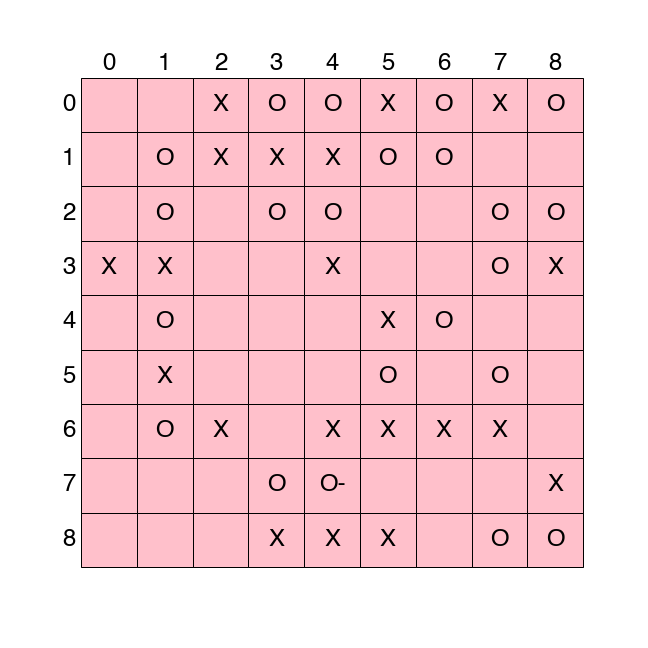 0 1 2 3 4 5 6 7 8
0 X O O X O X O
1 O X X X O O
2 O O O O O
3 X X X O X
4 O X O
5 X O O
6 O X X X X X
7 O O- X
8 X X X O O